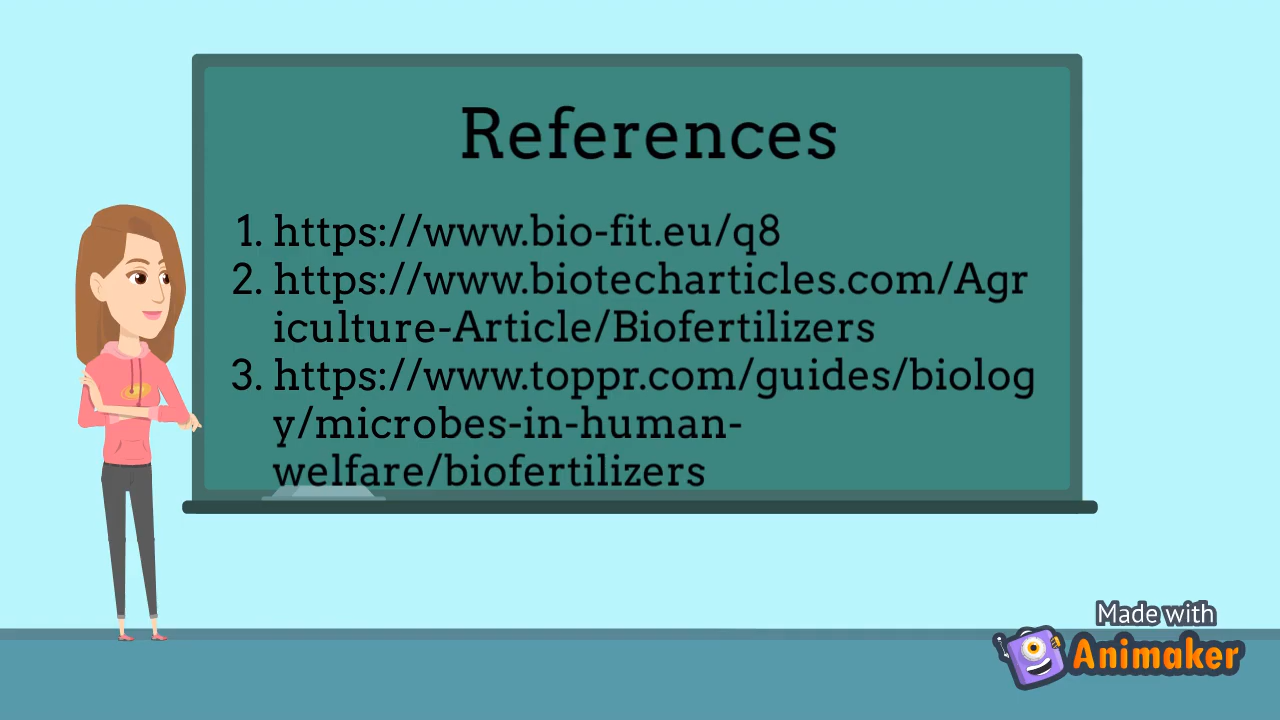 References
1. https://www.bio-fit.eu/q8
2. https://www.biotecharticles.com/Agr
iculture-Article/Biofertilizers
3. https://www.toppr.com/guides/biolog
y/microbes-in-human-
welfare/biofertilizers
Made with
Animaker